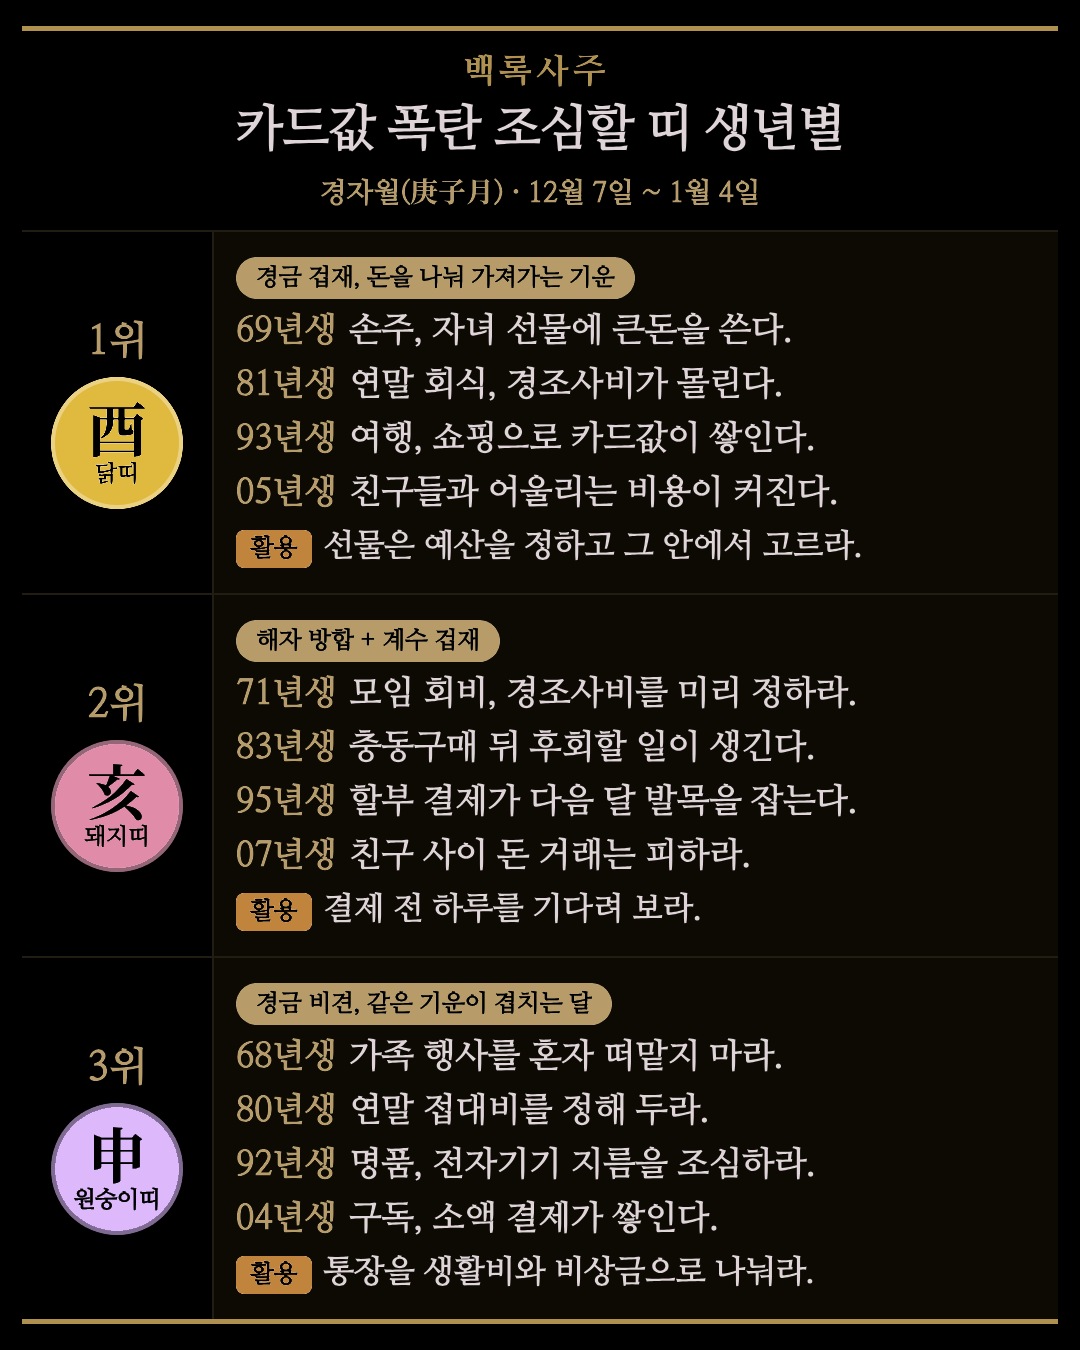 백록사주
카드값 폭탄 조심할 띠 생년별
경자월(庚子月) · 12월 7일 ~ 1월 4일
1위
酉
닭띠
경금 겁재, 돈을 나눠 가져가는 기운
69년생 손주, 자녀 선물에 큰돈을 쓴다.
81년생 연말 회식, 경조사비가 몰린다.
93년생 여행, 쇼핑으로 카드값이 쌓인다.
05년생 친구들과 어울리는 비용이 커진다.
활용 선물은 예산을 정하고 그 안에서 고르라.
2위
亥
돼지띠
해자 방합 + 계수 겁재
71년생 모임 회비, 경조사비를 미리 정하라.
83년생 충동구매 뒤 후회할 일이 생긴다.
95년생 할부 결제가 다음 달 발목을 잡는다.
07년생 친구 사이 돈 거래는 피하라.
활용 결제 전 하루를 기다려 보라.
3위
申
원숭이띠
경금 비견, 같은 기운이 겹치는 달
68년생 가족 행사를 혼자 떠맡지 마라.
80년생 연말 접대비를 정해 두라.
92년생 명품, 전자기기 지름을 조심하라.
04년생 구독, 소액 결제가 쌓인다.
활용 통장을 생활비와 비상금으로 나눠라.